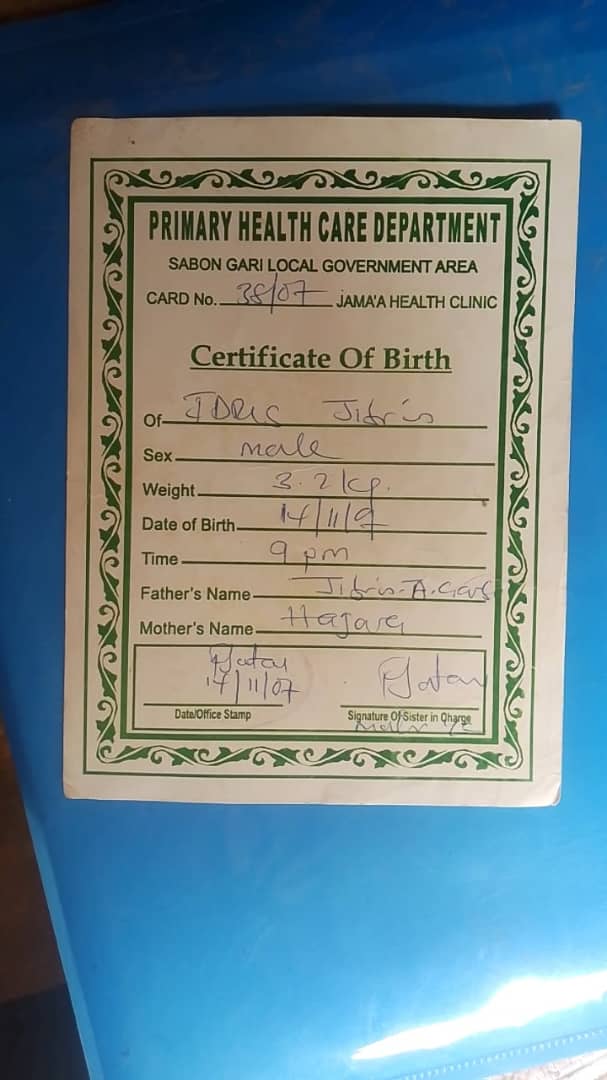 PRIMARY HEALTH CARE DEPARTMENT
SABON GARI LOCAL GOVERNMENT AREA
CARD No. 38/07 JAMA'A HEALTH CLINIC
Certificate Of Birth
Of IDRIS Jibrin
Sex male
Weight 3.2kg.
Date of Birth 14/11/07
Time 9 pm
Father's Name Jibrin. A.
Mother's Name Hajara
14/11/07
Date/Office Stamp Signature Of Sister in Charge